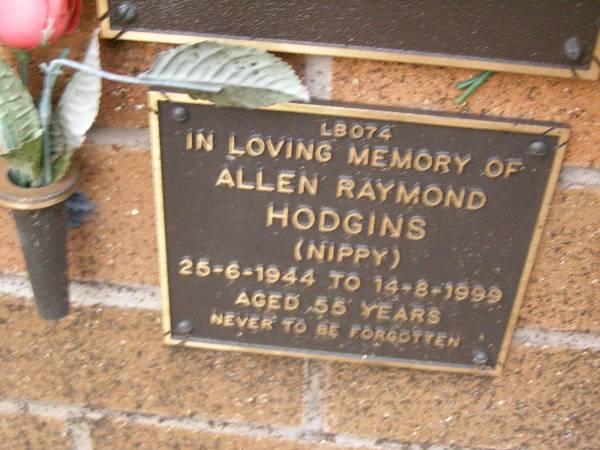 LB074
IN LOVING MEMORY OF
ALLEN RAYMOND
HODGINS
(NIPPY)
25-6-1944 TO 14-8-1999
AGED 55 YEARS
NEVER TO BE FORGOTTEN